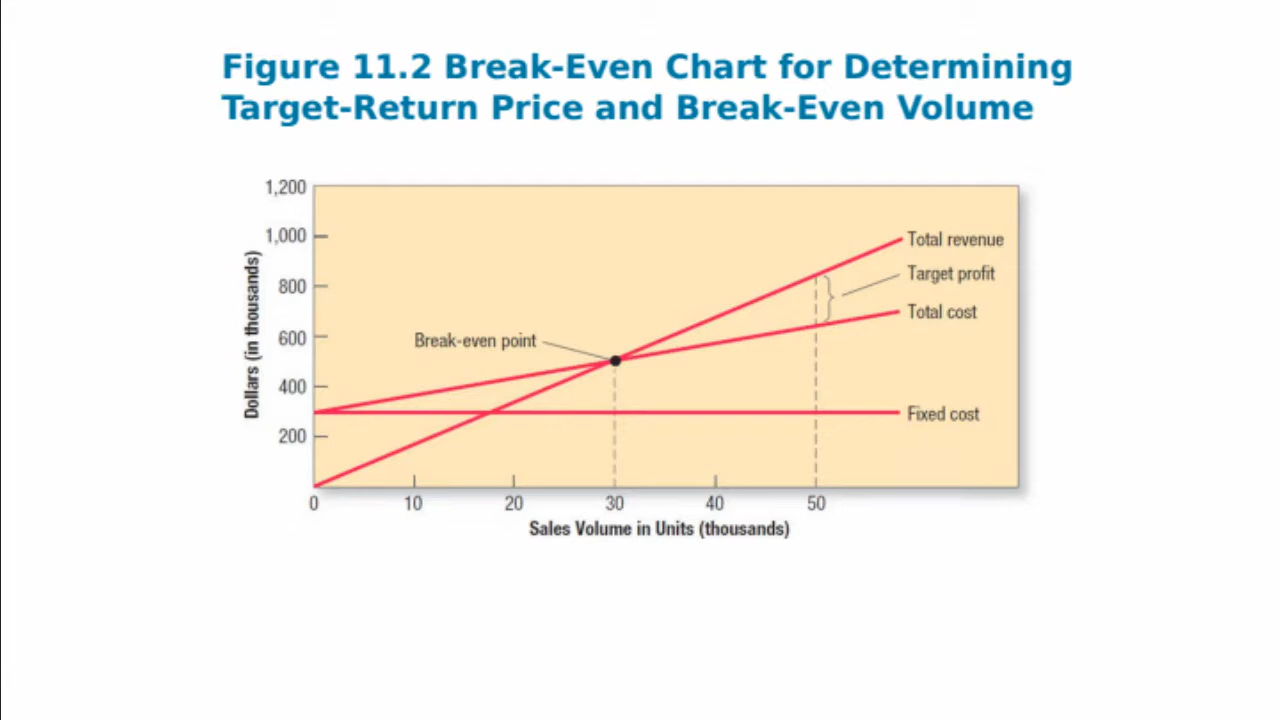 Figure 11.2 Break-Even Chart for Determining
Target-Return Price and Break-Even Volume
1,200
1,000
800
600
400
200
Dollars (in thousands)
Total revenue
Target profit
Total cost
Break-even point
Fixed cost
0
10
20
30
40
50
Sales Volume in Units (thousands)